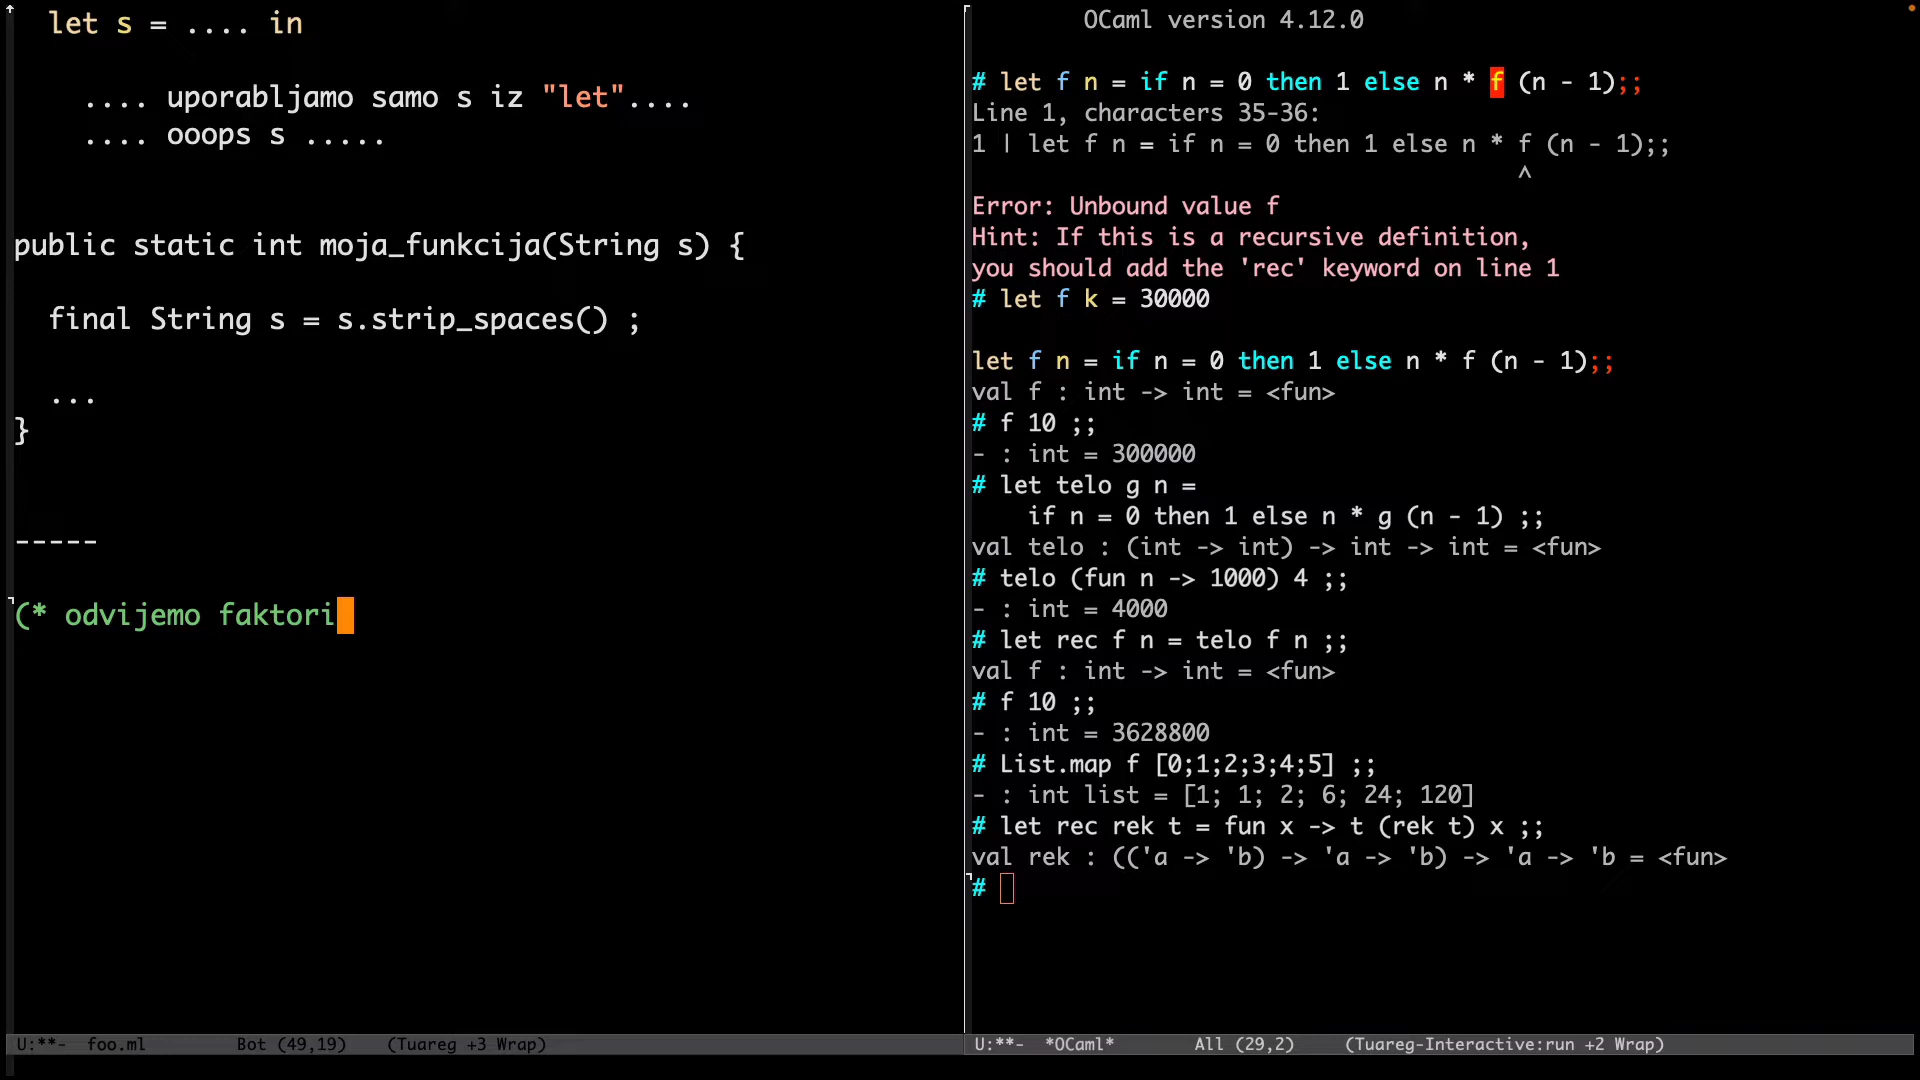 let s = .... in
.... uporabljamo samo s iz "let"....
.... ooops s .....
public static int moja_funkcija(String s) {
final String s = s.strip_spaces() ;
...
}
-----
(* odvijemo faktori
U:**-  foo.ml         Bot (49,19)    (Tuareg +3 Wrap)
OCaml version 4.12.0
# let f n = if n = 0 then 1 else n * f (n - 1);;
Line 1, characters 35-36:
1 | let f n = if n = 0 then 1 else n * f (n - 1);;
^
Error: Unbound value f
Hint: If this is a recursive definition,
you should add the 'rec' keyword on line 1
# let f k = 30000
let f n = if n = 0 then 1 else n * f (n - 1);;
val f : int -> int = <fun>
# f 10 ;;
- : int = 300000
# let telo g n =
if n = 0 then 1 else n * g (n - 1) ;;
val telo : (int -> int) -> int -> int = <fun>
# telo (fun n -> 1000) 4 ;;
- : int = 4000
# let rec f n = telo f n ;;
val f : int -> int = <fun>
# f 10 ;;
- : int = 3628800
# List.map f [0;1;2;3;4;5] ;;
- : int list = [1; 1; 2; 6; 24; 120]
# let rec rek t = fun x -> t (rek t) x ;;
val rek : (('a -> 'b) -> 'a -> 'b) -> 'a -> 'b = <fun>
#
U:**-  *OCaml*        All (29,2)     (Tuareg-Interactive:run +2 Wrap)